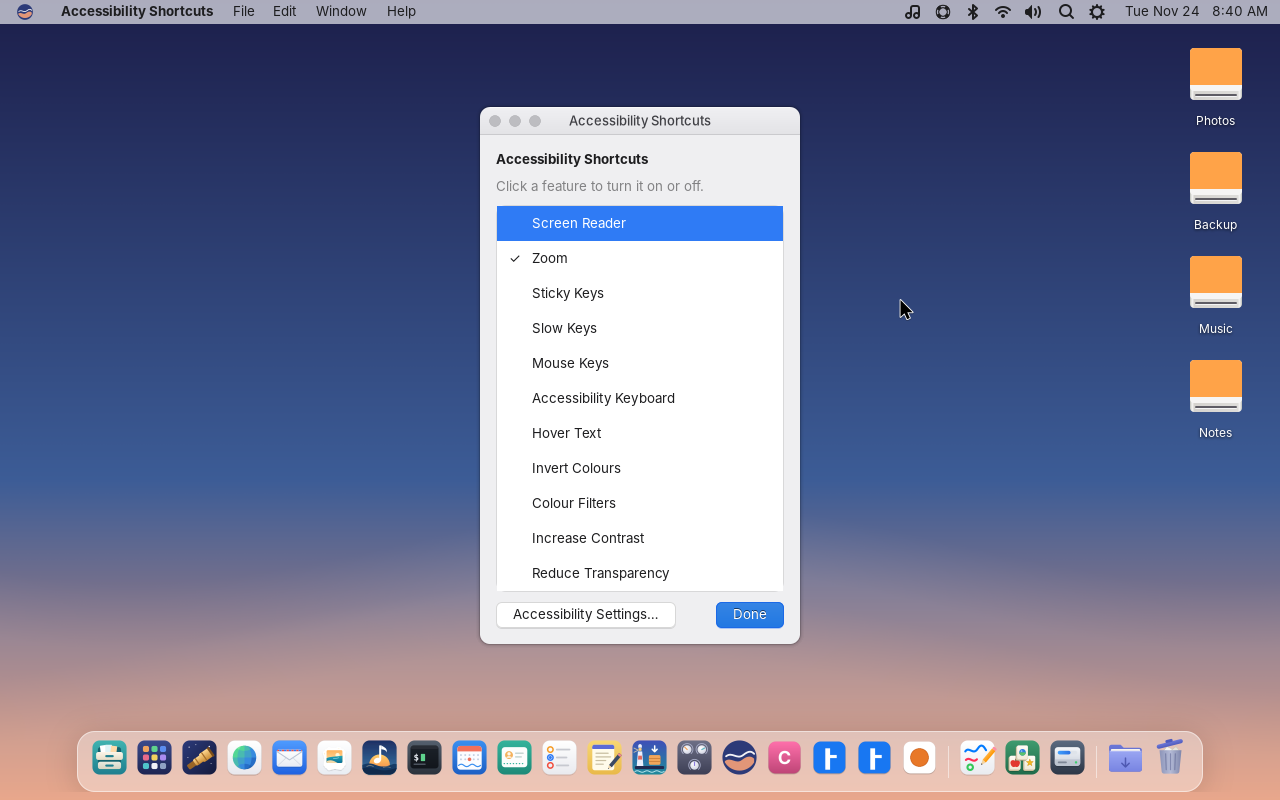 Accessibility Shortcuts File Edit Window Help Tue Nov 24 8:40 AM
Photos
Backup
Music
Notes
Accessibility Shortcuts
Accessibility Shortcuts
Click a feature to turn it on or off.
Screen Reader
Zoom
Sticky Keys
Slow Keys
Mouse Keys
Accessibility Keyboard
Hover Text
Invert Colours
Colour Filters
Increase Contrast
Reduce Transparency
Accessibility Settings... Done
$
C